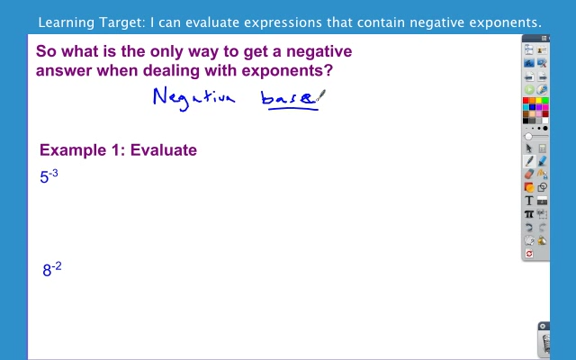 Learning Target: I can evaluate expressions that contain negative exponents.
So what is the only way to get a negative
answer when dealing with exponents?
Negative base
Example 1: Evaluate
5⁻³
8⁻²